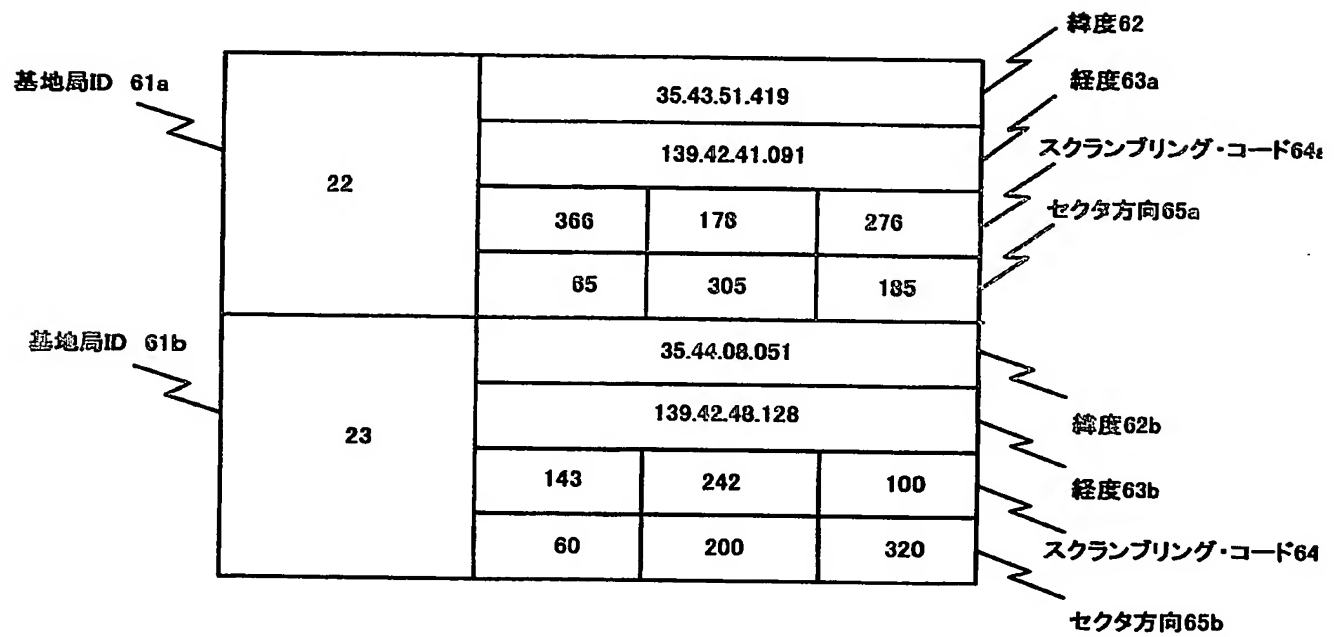 緯度62
基地局ID 61a
35.43.51.419
経度63a
139.42.41.091
スクランブリング・コード64a
22
セクタ方向65a
366 178 276
65 305 185
基地局ID 61b
35.44.08.051
139.42.48.128
緯度62b
23
143 242 100
経度63b
60 200 320
スクランブリング・コード64
セクタ方向65b